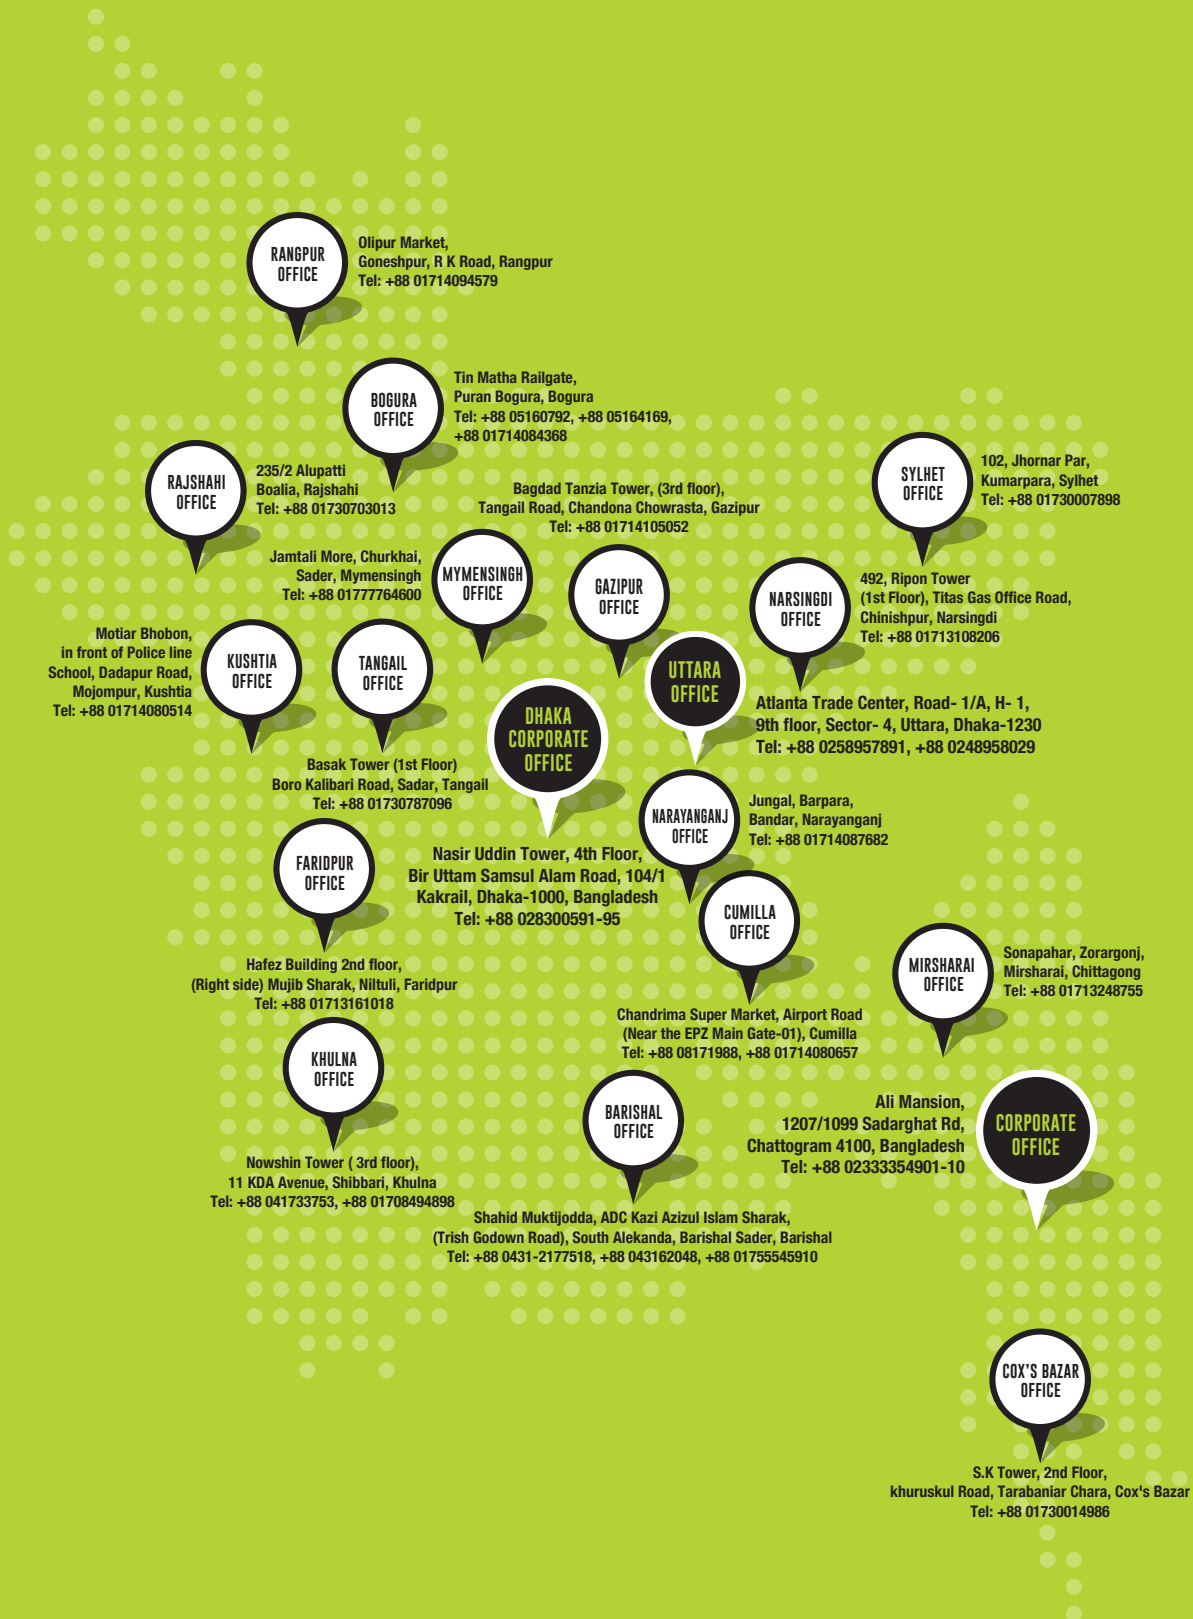 RANGPUR
OFFICE
Olipur Market,
Goneshpur, R K Road, Rangpur
Tel: +88 01714094579
BOGURA
OFFICE
Tin Matha Railgate,
Puran Bogura, Bogura
Tel: +88 05160792, +88 05164169,
+88 01714084368
RAJSHAHI
OFFICE
235/2 Alupatti
Boalia, Rajshahi
Tel: +88 01730703013
SYLHET
OFFICE
102, Jhornar Par,
Kumarpara, Sylhet
Tel: +88 01730007898
Bagdad Tanzia Tower, (3rd floor),
Tangail Road, Chandona Chowrasta, Gazipur
Tel: +88 01714105052
GAZIPUR
OFFICE
Jamtali More, Churkhai,
Sader, Mymensingh
Tel: +88 01777764600
MYMENSINGH
OFFICE
NARSINGDI
OFFICE
492, Ripon Tower
(1st Floor), Titas Gas Office Road,
Chinishpur, Narsingdi
Tel: +88 01713108206
Motiar Bhobon,
in front of Police line
School, Dadapur Road,
Mojompur, Kushtia
Tel: +88 01714080514
KUSHTIA
OFFICE
TANGAIL
OFFICE
Basak Tower (1st Floor)
Boro Kalibari Road, Sadar, Tangail
Tel: +88 01730787096
UTTARA
OFFICE
Atlanta Trade Center, Road- 1/A, H- 1,
9th floor, Sector- 4, Uttara, Dhaka-1230
Tel: +88 0258957891, +88 0248958029
DHAKA
CORPORATE
OFFICE
Nasir Uddin Tower, 4th Floor,
Bir Uttam Samsul Alam Road, 104/1
Kakrail, Dhaka-1000, Bangladesh
Tel: +88 028300591-95
NARAYANGANJ
OFFICE
Jungal, Barpara,
Bandar, Narayanganj
Tel: +88 01714087682
FARIDPUR
OFFICE
Hafez Building 2nd floor,
(Right side) Mujib Sharak, Niltuli, Faridpur
Tel: +88 01713161018
CUMILLA
OFFICE
Chandrima Super Market, Airport Road
(Near the EPZ Main Gate-01), Cumilla
Tel: +88 08171988, +88 01714080657
MIRSHARAI
OFFICE
Sonapahar, Zorargonj,
Mirsharai, Chittagong
Tel: +88 01713248755
KHULNA
OFFICE
Nowshin Tower ( 3rd floor),
11 KDA Avenue, Shibbari, Khulna
Tel: +88 041733753, +88 01708494898
BARISHAL
OFFICE
Shahid Muktijodda, ADC Kazi Azizul Islam Sharak,
(Trish Godown Road), South Alekanda, Barishal Sader, Barishal
Tel: +88 0431-2177518, +88 043162048, +88 01755545910
Ali Mansion,
1207/1099 Sadarghat Rd,
Chattogram 4100, Bangladesh
Tel: +88 02333354901-10
CORPORATE
OFFICE
COX'S BAZAR
OFFICE
S.K Tower, 2nd Floor,
khuruskul Road, Tarabaniar Chara, Cox's Bazar
Tel: +88 01730014986